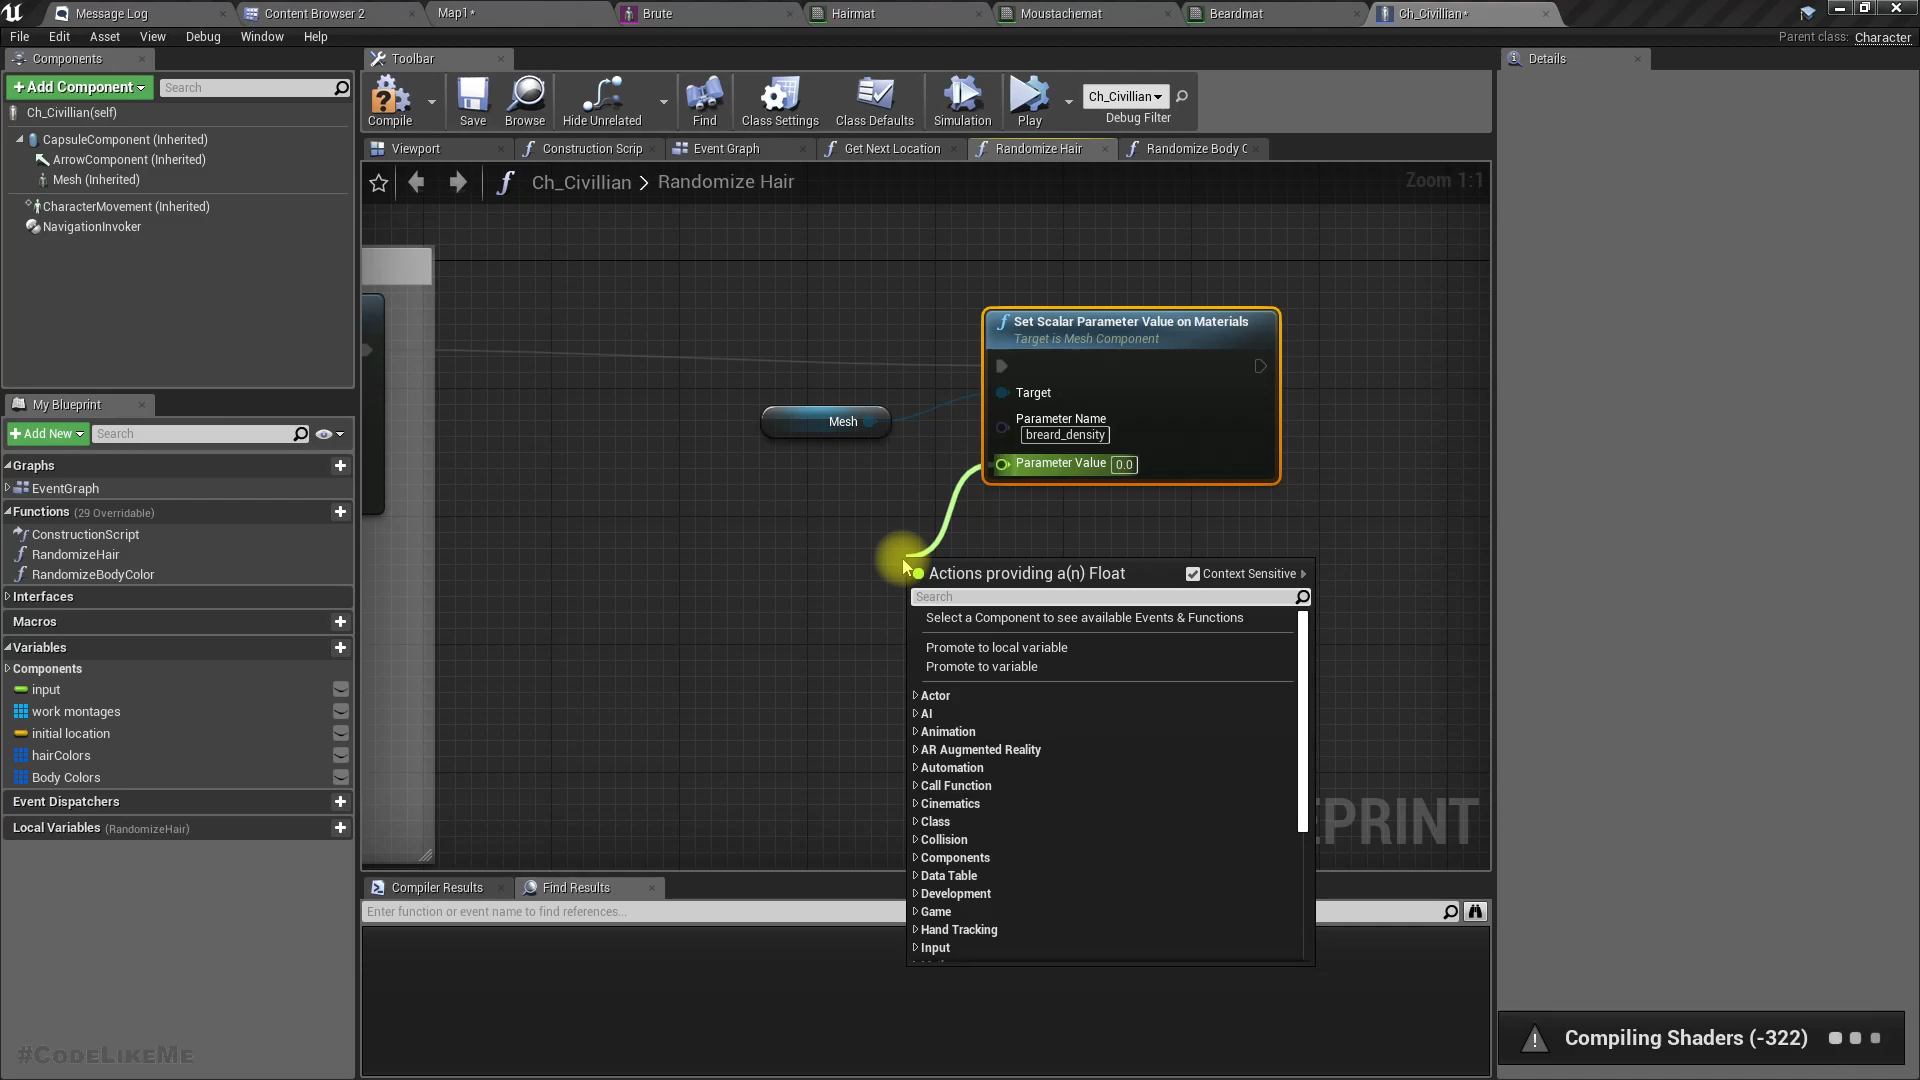 Message Log
Content Browser 2
Map1*
Brute
Hairmat
Moustachemat
Beardmat
Ch_Civillian*
File Edit Asset View Debug Window Help
Parent class: Character
Components
Toolbar
Details
+Add Component
Search
Ch_Civillian(self)
CapsuleComponent (Inherited)
ArrowComponent (Inherited)
Mesh (Inherited)
CharacterMovement (Inherited)
NavigationInvoker
Compile
Save
Browse
Hide Unrelated
Find
Class Settings
Class Defaults
Simulation
Play
Ch_Civillian
Debug Filter
Viewport
Construction Scrip
Event Graph
Get Next Location
Randomize Hair
Randomize Body C
Ch_Civillian > Randomize Hair
Zoom 1:1
My Blueprint
+Add New
Search
Graphs
EventGraph
Functions (29 Overridable)
ConstructionScript
RandomizeHair
RandomizeBodyColor
Interfaces
Macros
Variables
Components
input
work montages
initial location
hairColors
Body Colors
Event Dispatchers
Local Variables (RandomizeHair)
Set Scalar Parameter Value on Materials
Target is Mesh Component
Target
Parameter Name
breard_density
Parameter Value 0.0
Mesh
Actions providing a(n) Float
Context Sensitive
Search
Select a Component to see available Events & Functions
Promote to local variable
Promote to variable
Actor
AI
Animation
AR Augmented Reality
Automation
Call Function
Cinematics
Class
Collision
Components
Data Table
Development
Game
Hand Tracking
Input
EPRINT
Compiler Results
Find Results
Enter function or event name to find references...
Compiling Shaders (-322)
#CodeLikeMe